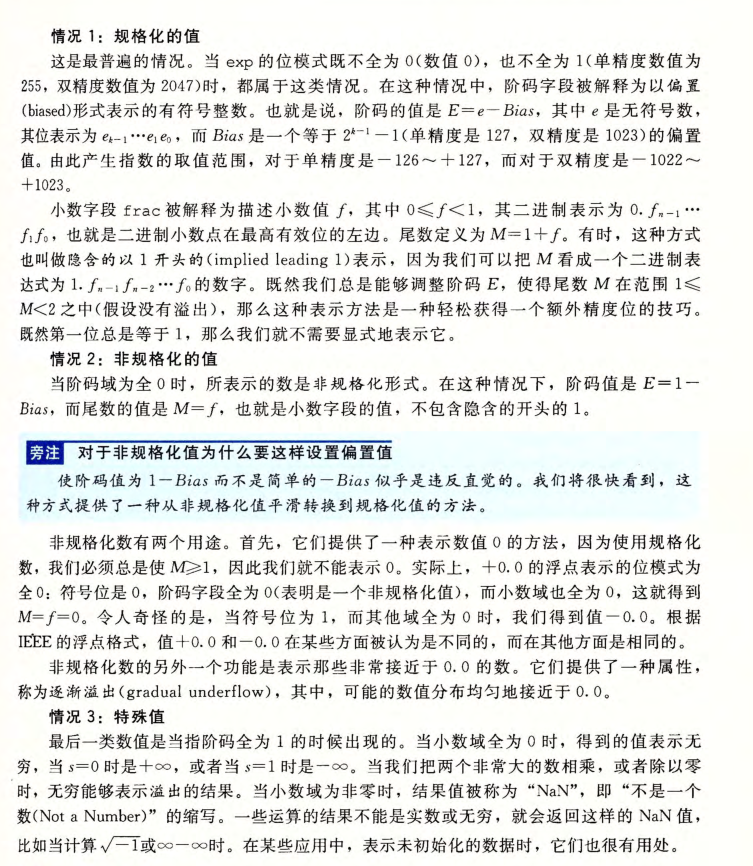 情况 1：规格化的值
这是最普遍的情况。当 exp 的位模式既不全为 0(数值 0)，也不全为 1(单精度数值为
255，双精度数值为 2047)时，都属于这类情况。在这种情况中，阶码字段被解释为以偏置
(biased)形式表示的有符号整数。也就是说，阶码的值是 E=e−Bias，其中 e 是无符号数，
其位表示为 eₖ₋₁⋯e₁e₀，而 Bias 是一个等于 2ᵏ⁻¹−1(单精度是 127，双精度是 1023)的偏置
值。由此产生指数的取值范围，对于单精度是−126～+127，而对于双精度是−1022～
+1023。
小数字段 frac 被解释为描述小数值 f，其中 0≤f<1，其二进制表示为 0.fₙ₋₁⋯
f₁f₀，也就是二进制小数点在最高有效位的左边。尾数定义为 M=1+f。有时，这种方式
也叫做隐含的以 1 开头的(implied leading 1)表示，因为我们可以把 M 看成一个二进制表
达式为 1.fₙ₋₁fₙ₋₂⋯f₀的数字。既然我们总是能够调整阶码 E，使得尾数 M 在范围 1≤
M<2 之中(假设没有溢出)，那么这种表示方法是一种轻松获得一个额外精度位的技巧。
既然第一位总是等于 1，那么我们就不需要显式地表示它。
情况 2：非规格化的值
当阶码域为全 0 时，所表示的数是非规格化形式。在这种情况下，阶码值是 E=1−
Bias，而尾数的值是 M=f，也就是小数字段的值，不包含隐含的开头的 1。
旁注 对于非规格化值为什么要这样设置偏置值
使阶码值为 1−Bias 而不是简单的−Bias 似乎是违反直觉的。我们将很快看到，这
种方式提供了一种从非规格化值平滑转换到规格化值的方法。
非规格化数有两个用途。首先，它们提供了一种表示数值 0 的方法，因为使用规格化
数，我们必须总是使 M≥1，因此我们就不能表示 0。实际上，+0.0 的浮点表示的位模式为
全 0：符号位是 0，阶码字段全为 0(表明是一个非规格化值)，而小数域也全为 0，这就得到
M=f=0。令人奇怪的是，当符号位为 1，而其他域全为 0 时，我们得到值−0.0。根据
IEEE 的浮点格式，值+0.0 和−0.0 在某些方面被认为是不同的，而在其他方面是相同的。
非规格化数的另外一个功能是表示那些非常接近于 0.0 的数。它们提供了一种属性，
称为逐渐溢出(gradual underflow)，其中，可能的数值分布均匀地接近于 0.0。
情况 3：特殊值
最后一类数值是当指阶码全为 1 的时候出现的。当小数域全为 0 时，得到的值表示无
穷，当 s=0 时是+∞，或者当 s=1 时是−∞。当我们把两个非常大的数相乘，或者除以零
时，无穷能够表示溢出的结果。当小数域为非零时，结果值被称为“NaN”，即“不是一个
数(Not a Number)”的缩写。一些运算的结果不能是实数或无穷，就会返回这样的 NaN 值，
比如当计算√−1或∞−∞时。在某些应用中，表示未初始化的数据时，它们也很有用处。